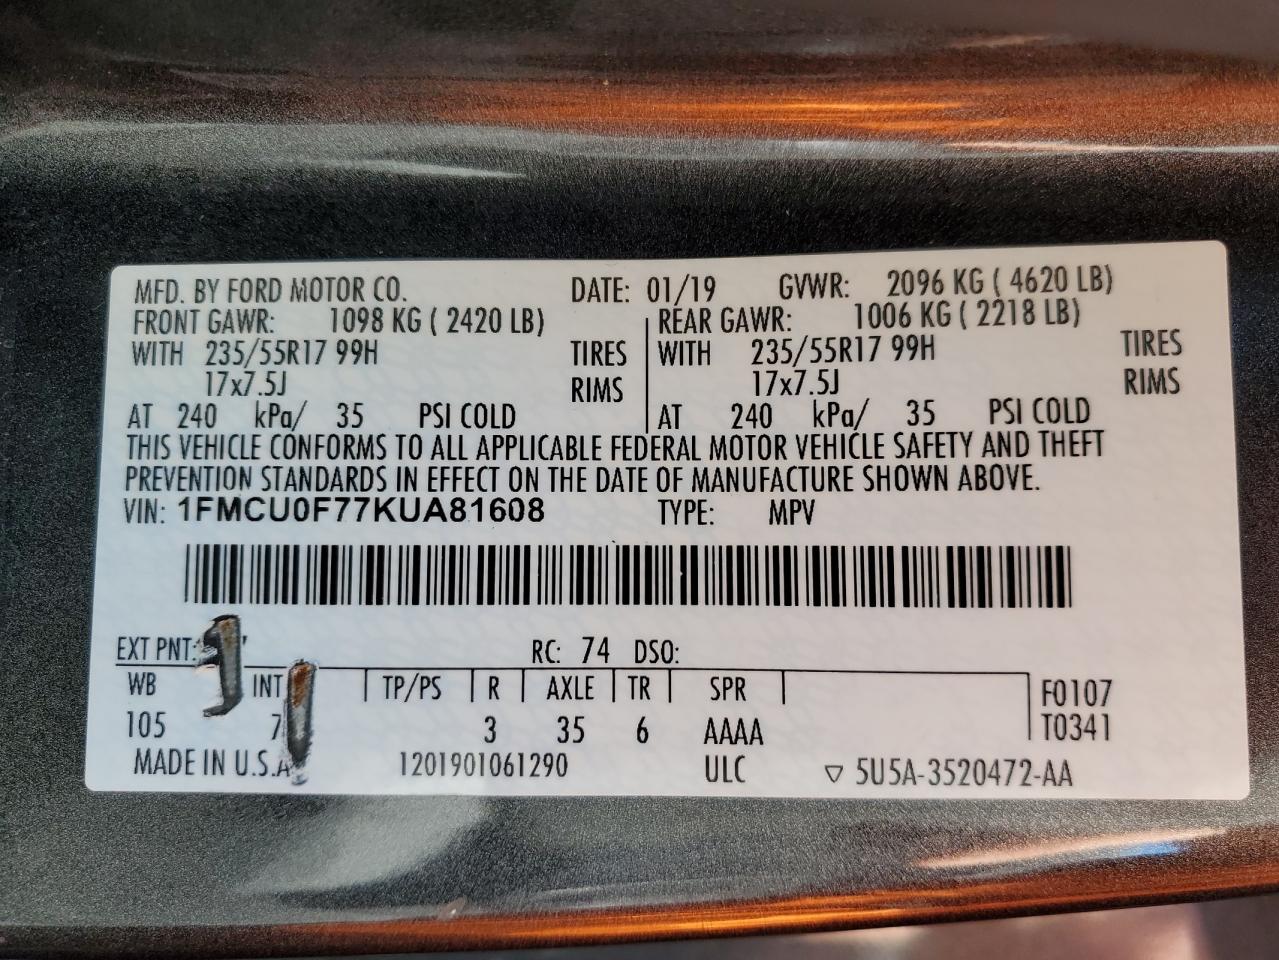 MFD. BY FORD MOTOR CO. DATE: 01/19 GVWR: 2096 KG ( 4620 LB)
FRONT GAWR: 1098 KG ( 2420 LB) REAR GAWR: 1006 KG ( 2218 LB)
WITH 235/55R17 99H TIRES WITH 235/55R17 99H TIRES
17x7.5J RIMS 17x7.5J RIMS
AT 240 kPa/ 35 PSI COLD AT 240 kPa/ 35 PSI COLD
THIS VEHICLE CONFORMS TO ALL APPLICABLE FEDERAL MOTOR VEHICLE SAFETY AND THEFT
PREVENTION STANDARDS IN EFFECT ON THE DATE OF MANUFACTURE SHOWN ABOVE.
VIN: 1FMCU0F77KUA81608 TYPE: MPV
EXT PNT: RC: 74 DSO:
WB INT TP/PS R AXLE TR SPR F0107
105 3 35 6 AAAA T0341
MADE IN U.S.A 1201901061290 ULC ▽ 5U5A-3520472-AA